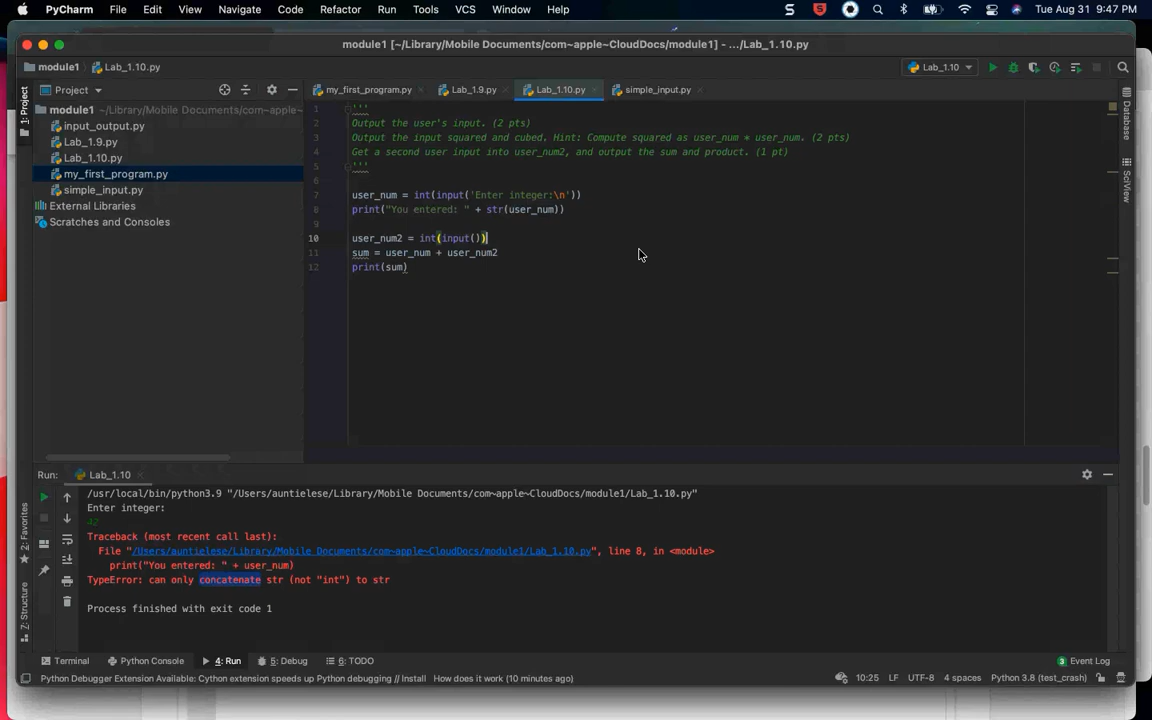 PyCharm File Edit View Navigate Code Refactor Run Tools VCS Window Help Tue Aug 31 9:47 PM
module1 [~/Library/Mobile Documents/com~apple~CloudDocs/module1] - .../Lab_1.10.py
module1 Lab_1.10.py Lab_1.10
Project my_first_program.py Lab_1.9.py Lab_1.10.py simple_input.py
1: Project
Database
SciView
module1 ~/Library/Mobile Documents/com~apple~
input_output.py
Lab_1.9.py
Lab_1.10.py
my_first_program.py
simple_input.py
External Libraries
Scratches and Consoles
1 '''
2 Output the user's input. (2 pts)
3 Output the input squared and cubed. Hint: Compute squared as user_num * user_num. (2 pts)
4 Get a second user input into user_num2, and output the sum and product. (1 pt)
5 '''
6
7 user_num = int(input('Enter integer:\n'))
8 print("You entered: " + str(user_num))
9
10 user_num2 = int(input())
11 sum = user_num + user_num2
12 print(sum)
Run: Lab_1.10
/usr/local/bin/python3.9 "/Users/auntielese/Library/Mobile Documents/com~apple~CloudDocs/module1/Lab_1.10.py"
Enter integer:
42
Traceback (most recent call last):
File "/Users/auntielese/Library/Mobile Documents/com~apple~CloudDocs/module1/Lab_1.10.py", line 8, in <module>
print("You entered: " + user_num)
TypeError: can only concatenate str (not "int") to str
Process finished with exit code 1
2: Favorites
7: Structure
Terminal Python Console 4: Run 5: Debug 6: TODO 3 Event Log
Python Debugger Extension Available: Cython extension speeds up Python debugging // Install How does it work (10 minutes ago) 10:25 LF UTF-8 4 spaces Python 3.8 (test_crash)